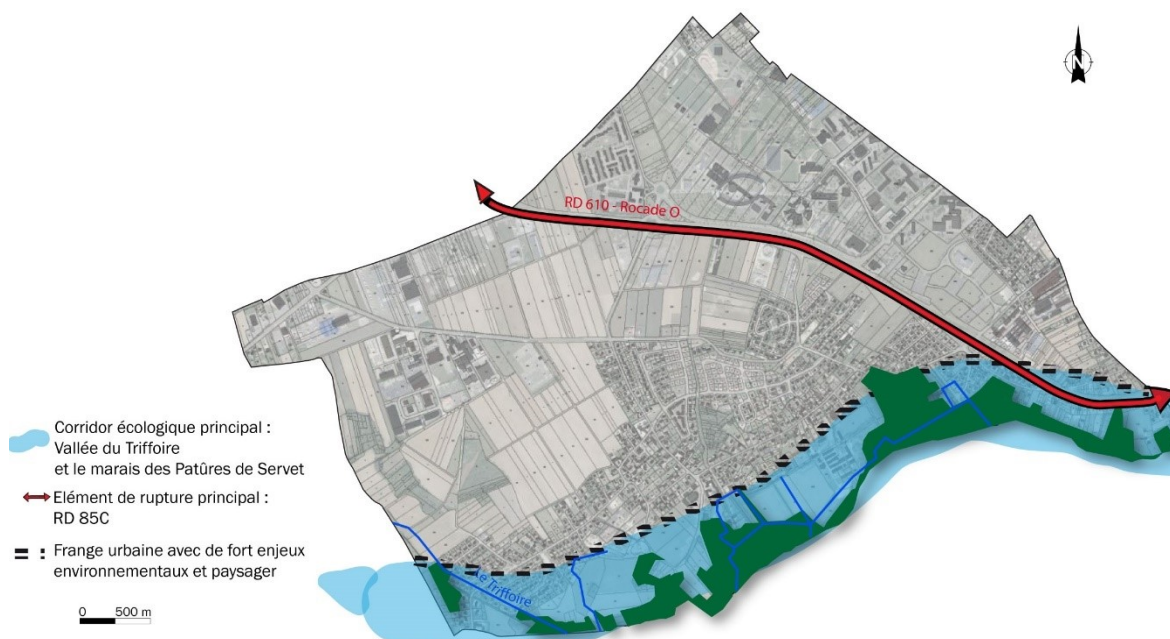 N
RD 610 - Rocade O
Corridor écologique principal :
Vallée du Triffoire
et le marais des Patûres de Servet
Elément de rupture principal :
RD 85C
Frange urbaine avec de fort enjeux
environnementaux et paysager
Le Triffoire
0 500 m